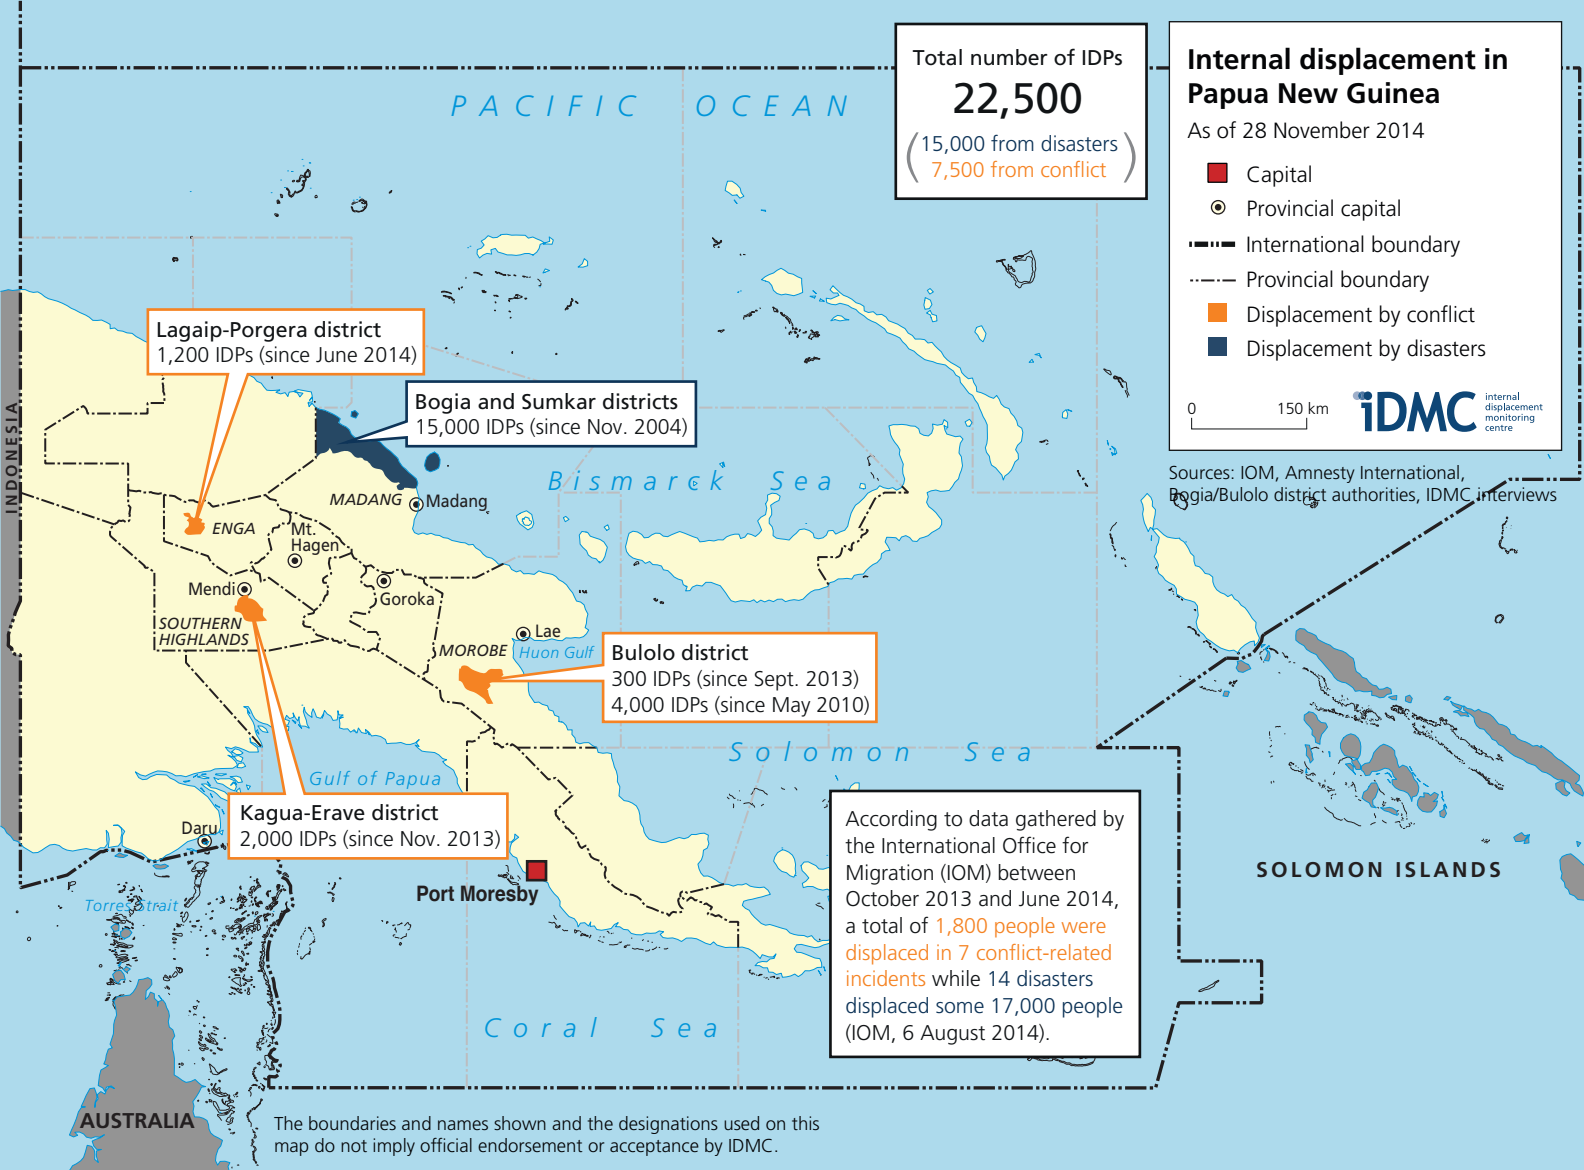 Total number of IDPs
22,500
(15,000 from disasters
7,500 from conflict)
Internal displacement in
Papua New Guinea
As of 28 November 2014
Capital
Provincial capital
International boundary
Provincial boundary
Displacement by conflict
Displacement by disasters
0 150 km
iDMC
internal
displacement
monitoring
centre
Sources: IOM, Amnesty International,
Bogia/Bulolo district authorities, IDMC interviews
PACIFIC OCEAN
Lagaip-Porgera district
1,200 IDPs (since June 2014)
Bogia and Sumkar districts
15,000 IDPs (since Nov. 2004)
INDONESIA
Bismarck Sea
MADANG
Madang
ENGA
Mt.
Hagen
Mendi
Goroka
SOUTHERN
HIGHLANDS
Lae
MOROBE
Huon Gulf
Bulolo district
300 IDPs (since Sept. 2013)
4,000 IDPs (since May 2010)
Solomon Sea
Gulf of Papua
Kagua-Erave district
2,000 IDPs (since Nov. 2013)
Daru
Port Moresby
Torres Strait
According to data gathered by
the International Office for
Migration (IOM) between
October 2013 and June 2014,
a total of 1,800 people were
displaced in 7 conflict-related
incidents while 14 disasters
displaced some 17,000 people
(IOM, 6 August 2014).
SOLOMON ISLANDS
Coral Sea
AUSTRALIA
The boundaries and names shown and the designations used on this
map do not imply official endorsement or acceptance by IDMC.